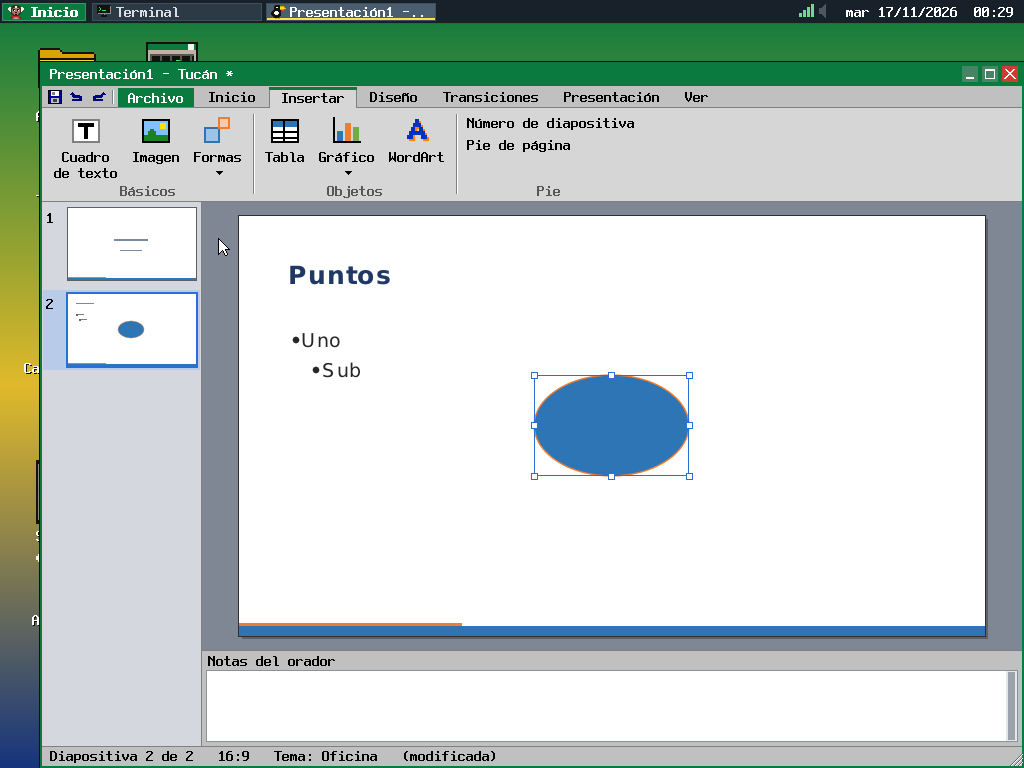 Inicio
Terminal
Presentación1 -..
mar 17/11/2026 00:29
Presentación1 - Tucán *
Archivo
Inicio
Insertar
Diseño
Transiciones
Presentación
Ver
Cuadro de texto
Imagen
Formas
Tabla
Gráfico
WordArt
Número de diapositiva
Pie de página
Básicos
Objetos
Pie
1
2
Puntos
•Uno
•Sub
Notas del orador
Diapositiva 2 de 2
16:9
Tema: Oficina
(modificada)